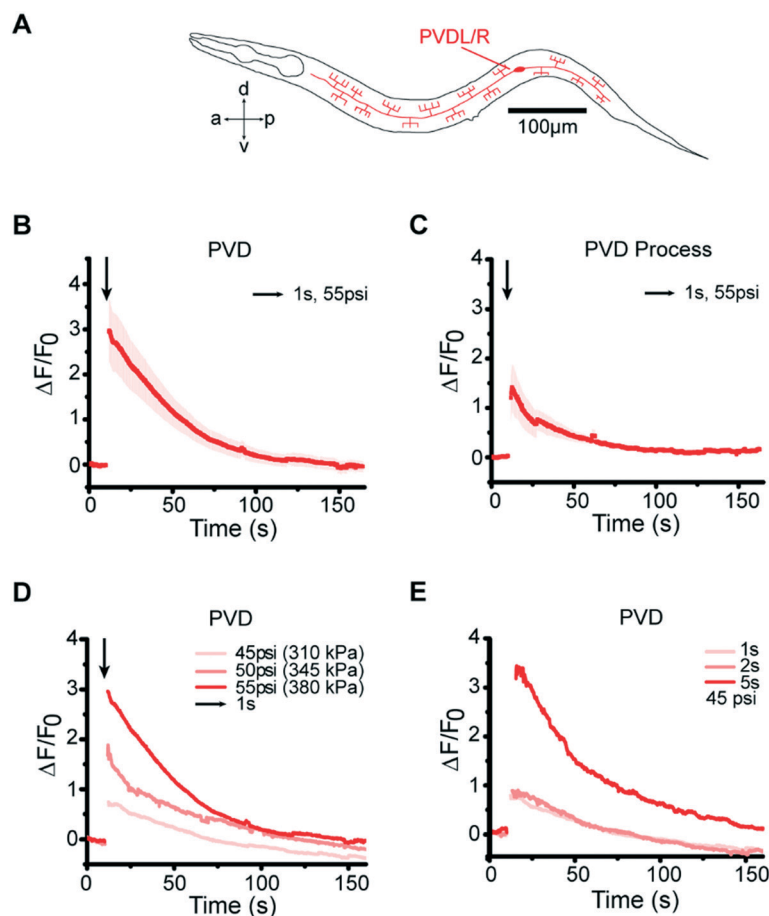 A
PVDL/R
d
a p
v
100μm
B
PVD
1s, 55psi
ΔF/F0
4
3
2
1
0
0 50 100 150
Time (s)
C
PVD Process
1s, 55psi
ΔF/F0
4
3
2
1
0
0 50 100 150
Time (s)
D
PVD
45psi (310 kPa)
50psi (345 kPa)
55psi (380 kPa)
1s
ΔF/F0
4
3
2
1
0
0 50 100 150
Time (s)
E
PVD
1s
2s
5s
45 psi
ΔF/F0
4
3
2
1
0
0 50 100 150
Time (s)